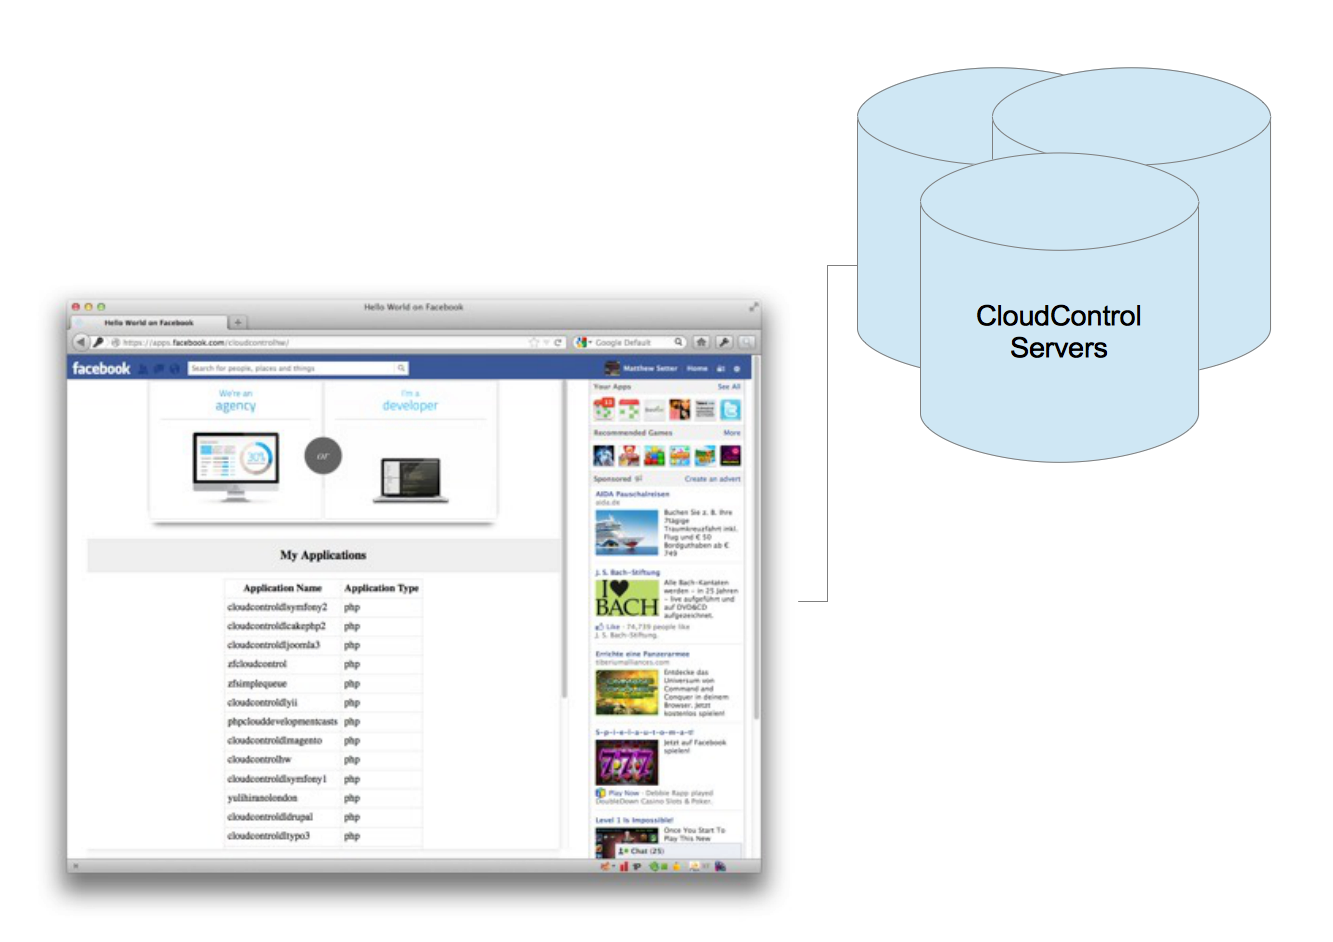 CloudControl
Servers
Hello World on Facebook
Hello World on Facebook
https://apps.facebook.com/cloudcontrolhw/
Google Default
facebook
Search for people, places and things
Matthew Setter
Home
We're an
agency
I'm a
developer
30%
or
My Applications
Application Name Application Type
cloudcontroldlsymfony2 php
cloudcontroldlcakephp2 php
cloudcontroldljoomla3 php
zfcloudcontrol php
zfsimplequeue php
cloudcontroldlyii php
phpclouddevelopmentcasts php
cloudcontroldlmagento php
cloudcontrolhw php
cloudcontroldlsymfony1 php
yulihiranolondon php
cloudcontroldldrupal php
cloudcontroldltypo3 php
Your Apps See All
Recommended Games More
Sponsored Create an advert
AIDA Pauschalreisen
aida.de
Buchen Sie z. B. Ihre
7tägige
Traumkreuzfahrt inkl.
Flug und € 50
Bordguthaben ab €
749
J. S. Bach-Stiftung
I ♥
BACH
Alle Bach-Kantaten
werden - in 25 Jahren
- live aufgeführt und
auf DVD&CD
aufgezeichnet.
Like · 74,739 people like
J. S. Bach-Stiftung.
Errichte eine Panzerarmee
tiberiumalliances.com
Entdecke das
Universum von
Command and
Conquer in deinem
Browser. Jetzt
kostenlos spielen!
S-p-i-e-l-a-u-t-o-m-a-t!
777
Jetzt auf Facebook
spielen!
Play Now · Debbie Rapp played
DoubleDown Casino Slots & Poker.
Level 1 Is Impossible!
Once You Start To
Play This New
Chat (25)